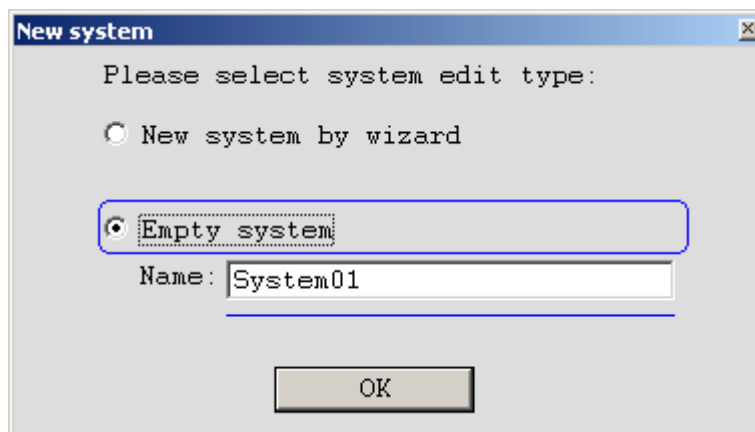 New system
Please select system edit type:
New system by wizard
Empty system
Name: System01
OK